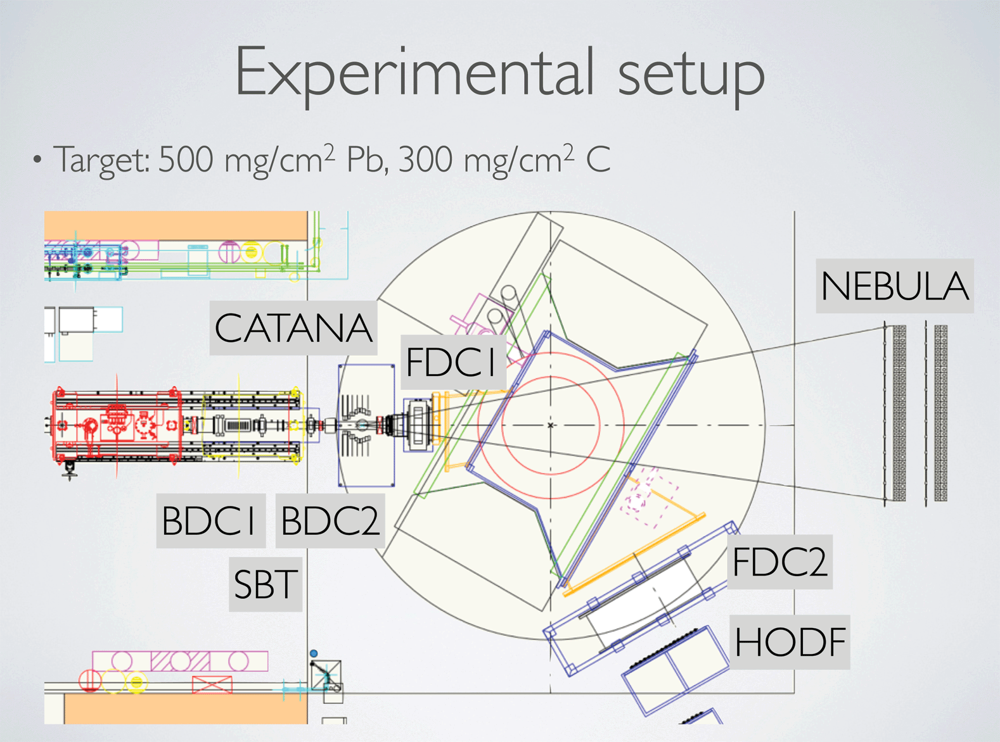 Experimental setup
• Target: 500 mg/cm² Pb, 300 mg/cm² C
NEBULA
CATANA
FDC1
BDC1 BDC2
SBT
FDC2
HODF